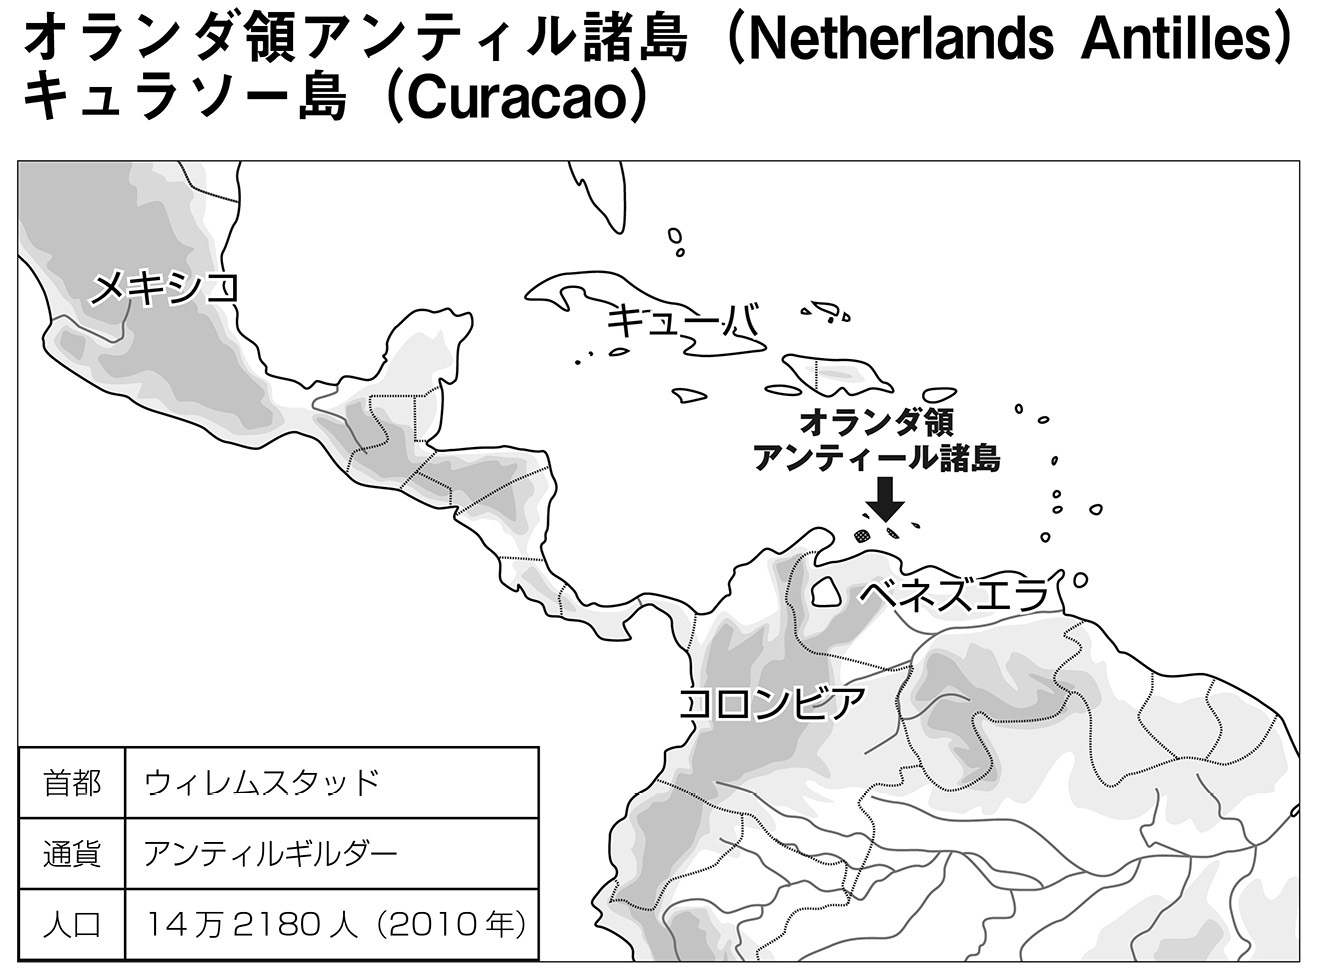 オランダ領アンティル諸島（Netherlands Antilles）
キュラソー島（Curacao）
メキシコ
キューバ
オランダ領
アンティール諸島
ベネズエラ
コロンビア
首都 ウィレムスタッド
通貨 アンティルギルダー
人口 14万2180人（2010年）